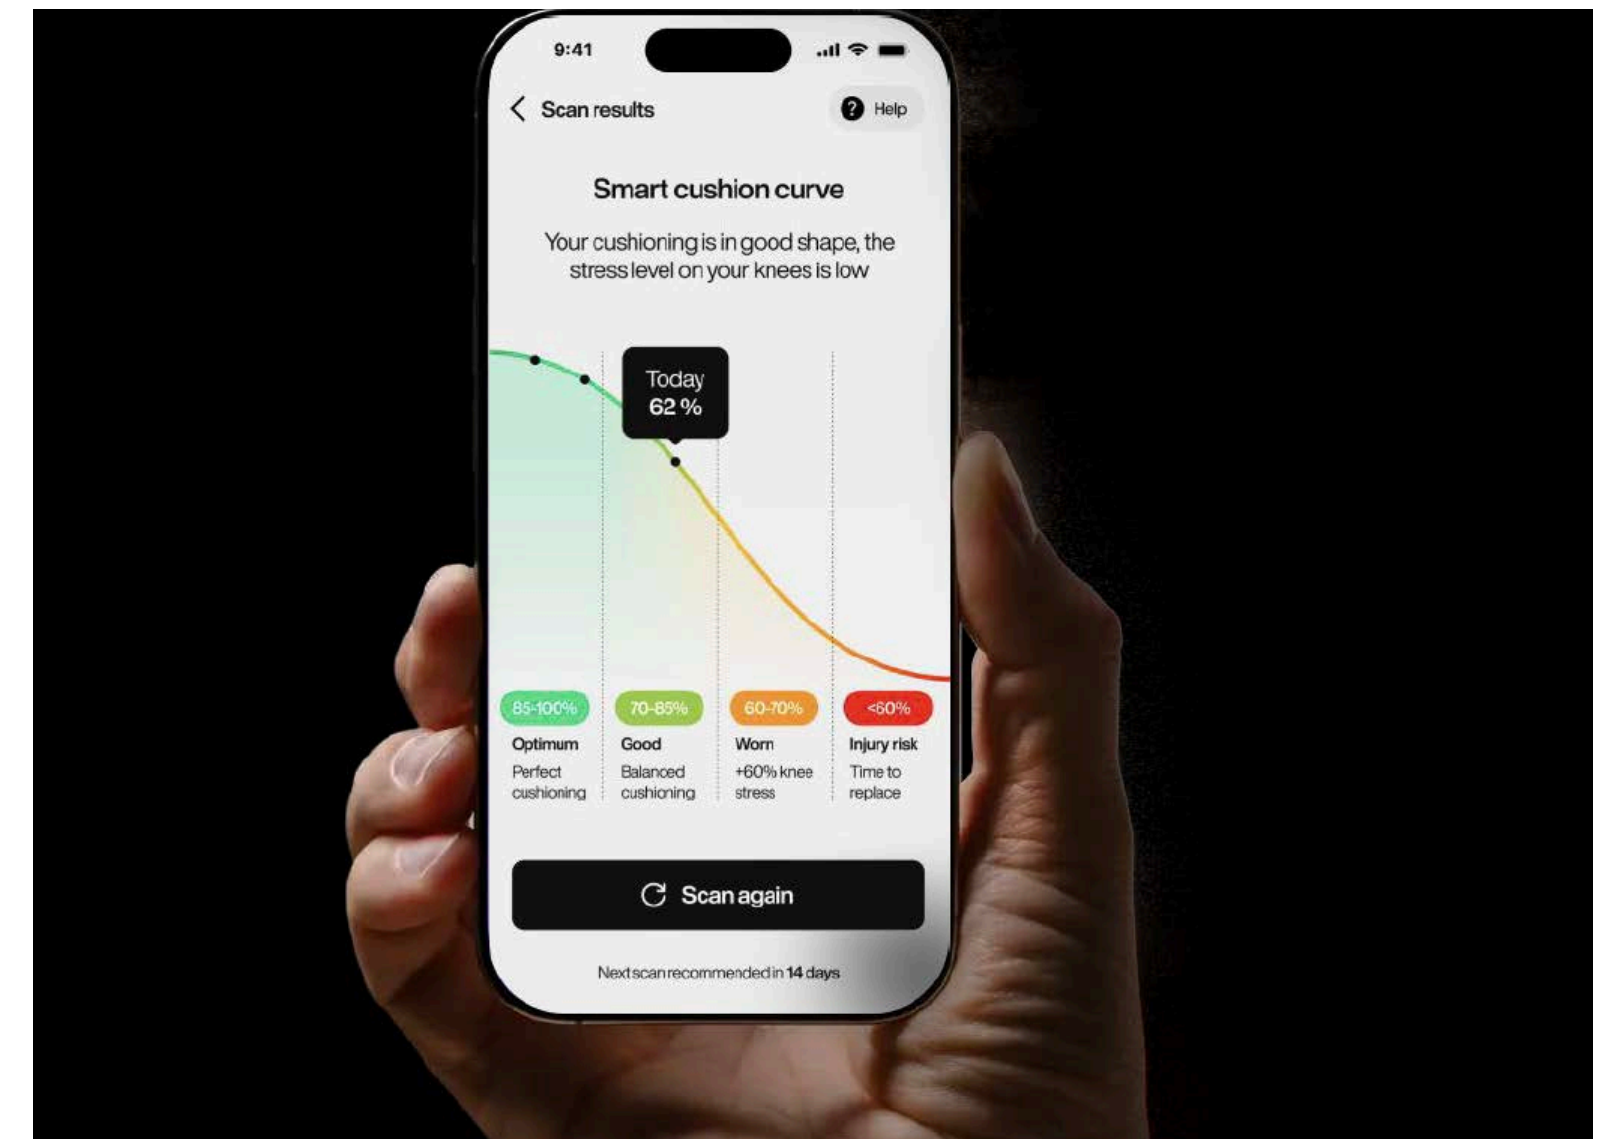 9:41
Scan results
Help
Smart cushion curve
Your cushioning is in good shape, the
stress level on your knees is low
Today
62 %
85-100%
70-85%
60-70%
<60%
Optimum
Good
Worn
Injury risk
Perfect
cushioning
Balanced
cushioning
+60% knee
stress
Time to
replace
Scan again
Next scan recommended in 14 days